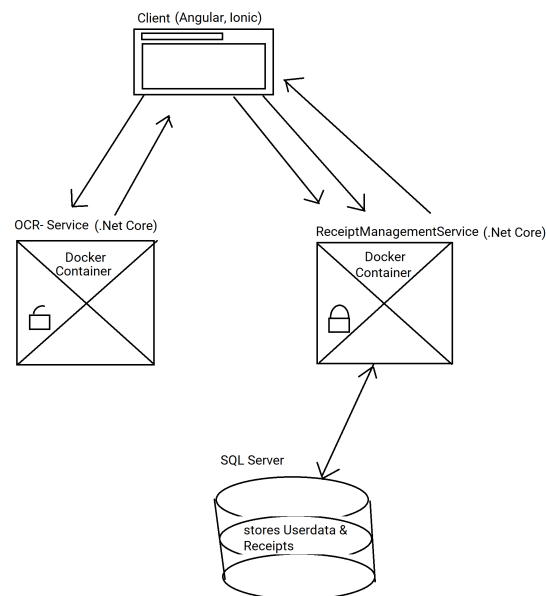 Client (Angular, Ionic)
OCR- Service (.Net Core)
ReceiptManagementService (.Net Core)
Docker
Container
Docker
Container
SQL Server
stores Userdata &
Receipts